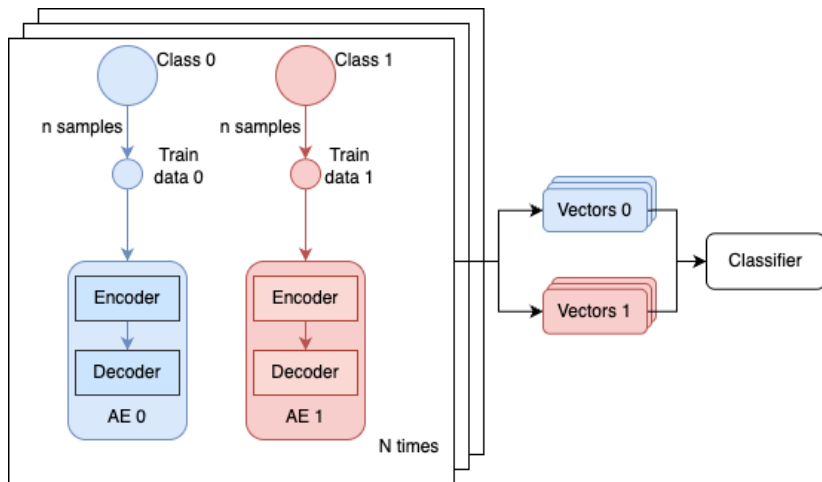 Class 0
Class 1
n samples
n samples
Train
data 0
Train
data 1
Encoder
Encoder
Decoder
Decoder
AE 0
AE 1
N times
Vectors 0
Vectors 1
Classifier